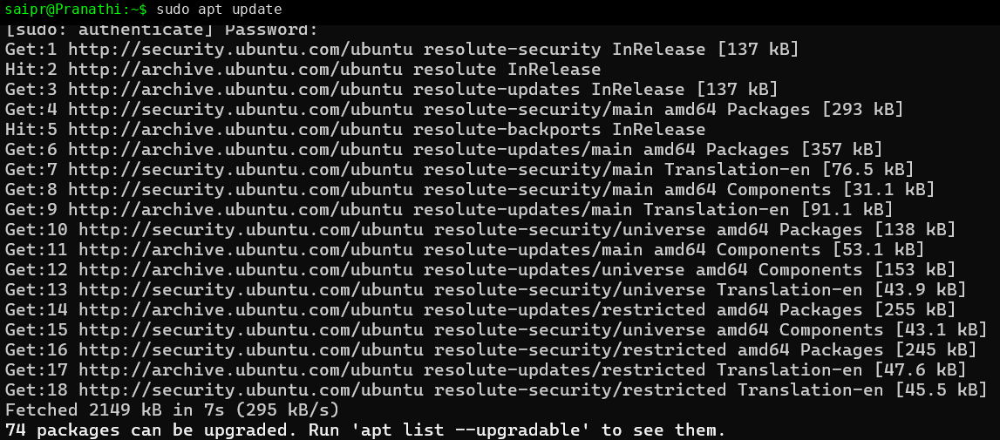 saipr@Pranathi:~$ sudo apt update
[sudo: authenticate] Password:
Get:1 http://security.ubuntu.com/ubuntu resolute-security InRelease [137 kB]
Hit:2 http://archive.ubuntu.com/ubuntu resolute InRelease
Get:3 http://archive.ubuntu.com/ubuntu resolute-updates InRelease [137 kB]
Get:4 http://security.ubuntu.com/ubuntu resolute-security/main amd64 Packages [293 kB]
Hit:5 http://archive.ubuntu.com/ubuntu resolute-backports InRelease
Get:6 http://archive.ubuntu.com/ubuntu resolute-updates/main amd64 Packages [357 kB]
Get:7 http://security.ubuntu.com/ubuntu resolute-security/main Translation-en [76.5 kB]
Get:8 http://security.ubuntu.com/ubuntu resolute-security/main amd64 Components [31.1 kB]
Get:9 http://archive.ubuntu.com/ubuntu resolute-updates/main Translation-en [91.1 kB]
Get:10 http://security.ubuntu.com/ubuntu resolute-security/universe amd64 Packages [138 kB]
Get:11 http://archive.ubuntu.com/ubuntu resolute-updates/main amd64 Components [53.1 kB]
Get:12 http://archive.ubuntu.com/ubuntu resolute-updates/universe amd64 Components [153 kB]
Get:13 http://security.ubuntu.com/ubuntu resolute-security/universe Translation-en [43.9 kB]
Get:14 http://archive.ubuntu.com/ubuntu resolute-updates/restricted amd64 Packages [255 kB]
Get:15 http://security.ubuntu.com/ubuntu resolute-security/universe amd64 Components [43.1 kB]
Get:16 http://security.ubuntu.com/ubuntu resolute-security/restricted amd64 Packages [245 kB]
Get:17 http://archive.ubuntu.com/ubuntu resolute-updates/restricted Translation-en [47.6 kB]
Get:18 http://security.ubuntu.com/ubuntu resolute-security/restricted Translation-en [45.5 kB]
Fetched 2149 kB in 7s (295 kB/s)
74 packages can be upgraded. Run 'apt list --upgradable' to see them.